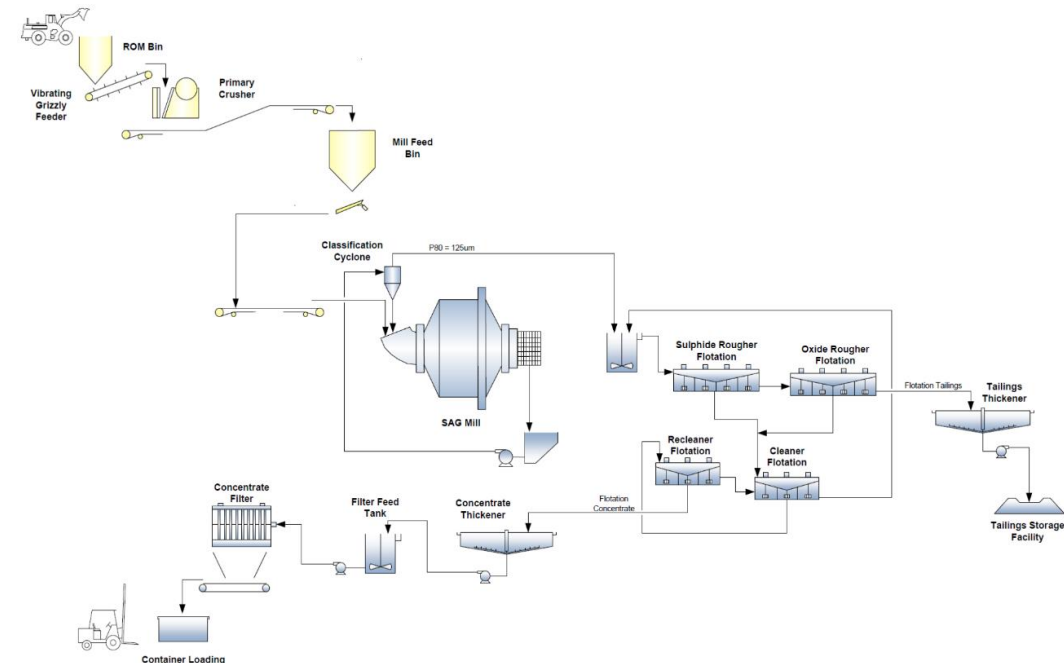 ROM Bin
Vibrating
Grizzly
Feeder
Primary
Crusher
Mill Feed
Bin
Classification
Cyclone
P80 = 125um
SAG Mill
Sulphide Rougher
Flotation
Oxide Rougher
Flotation
Flotation Tailings
Tailings
Thickener
Recleaner
Flotation
Cleaner
Flotation
Flotation
Concentrate
Tailings Storage
Facility
Concentrate
Filter
Filter Feed
Tank
Concentrate
Thickener
Container Loading